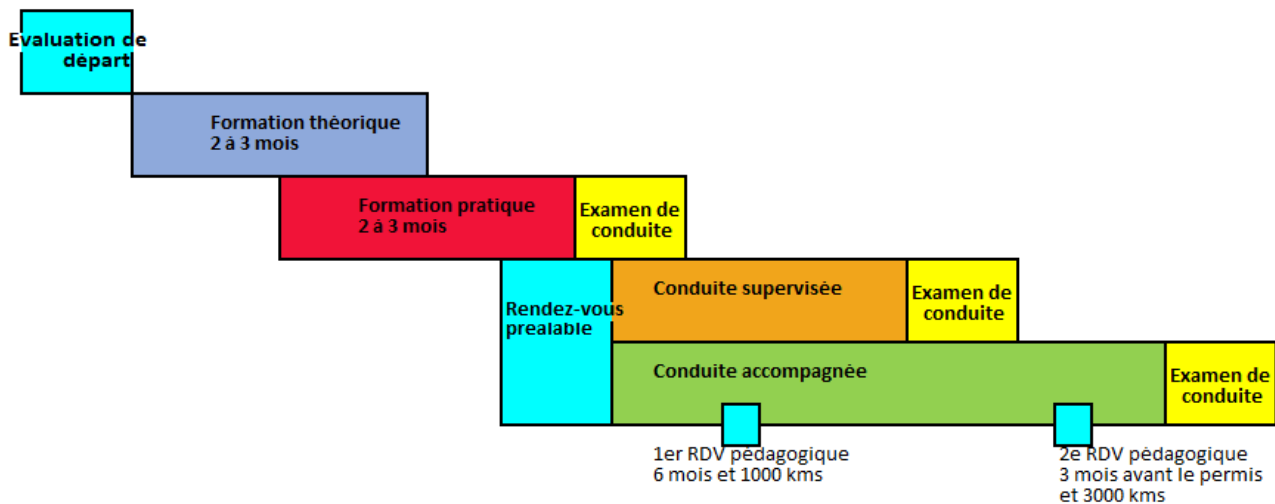 Evaluation de
départ
Formation théorique
2 à 3 mois
Formation pratique
2 à 3 mois
Examen de
conduite
Rendez-vous
préalable
Conduite supervisée
Examen de
conduite
Conduite accompagnée
Examen de
conduite
1er RDV pédagogique
6 mois et 1000 kms
2e RDV pédagogique
3 mois avant le permis
et 3000 kms